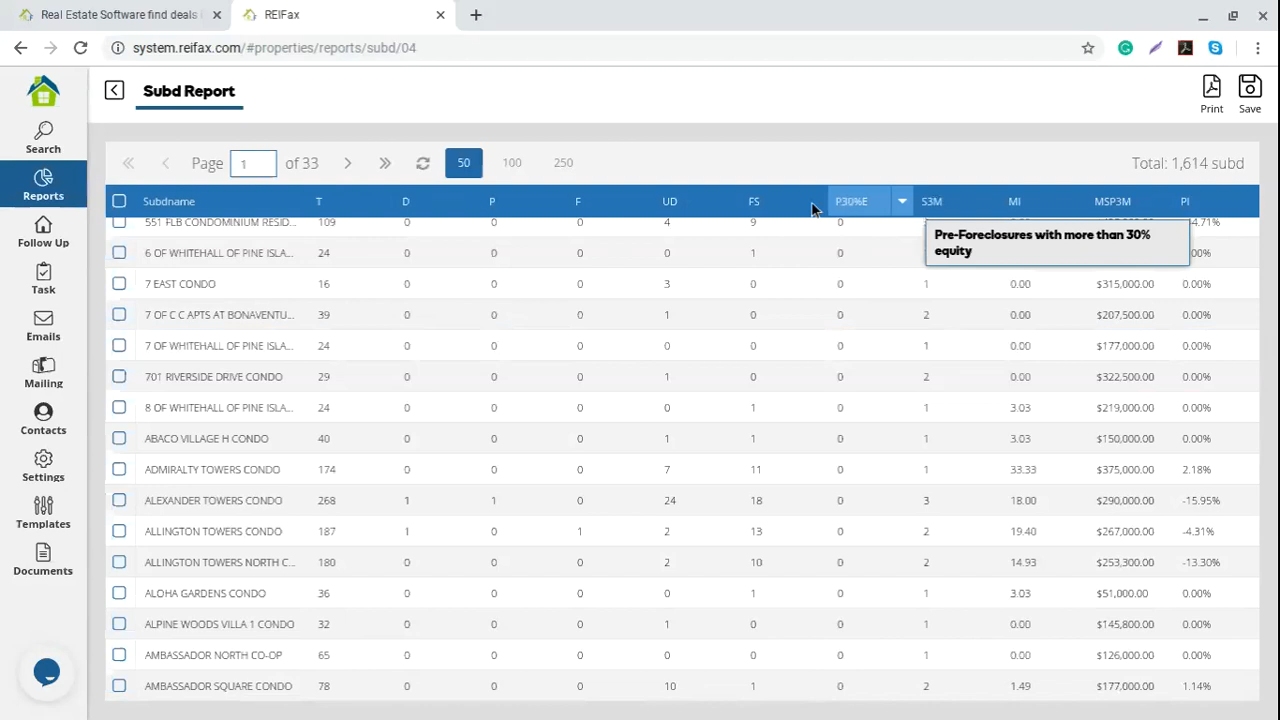 Real Estate Software find deals
REIFax
system.reifax.com/#properties/reports/subd/04
Subd Report
Print
Save
Search
Reports
Follow Up
Task
Emails
Mailing
Contacts
Settings
Templates
Documents
Page 1 of 33 50 100 250 Total: 1,614 subd
Subdname T D P F UD FS P30%E S3M MI MSP3M PI
551 FLB CONDOMINIUM RESID... 109 0 0 0 4 9 0
Pre-Foreclosures with more than 30%
equity
6 OF WHITEHALL OF PINE ISLA... 24 0 0 0 0 1 0
7 EAST CONDO 16 0 0 0 3 0 0 1 0.00 $315,000.00 0.00%
7 OF C C APTS AT BONAVENTU... 39 0 0 0 1 0 0 2 0.00 $207,500.00 0.00%
7 OF WHITEHALL OF PINE ISLA... 24 0 0 0 0 0 0 1 0.00 $177,000.00 0.00%
701 RIVERSIDE DRIVE CONDO 29 0 0 0 1 0 0 2 0.00 $322,500.00 0.00%
8 OF WHITEHALL OF PINE ISLA... 24 0 0 0 0 1 0 1 3.03 $219,000.00 0.00%
ABACO VILLAGE H CONDO 40 0 0 0 1 1 0 1 3.03 $150,000.00 0.00%
ADMIRALTY TOWERS CONDO 174 0 0 0 7 11 0 1 33.33 $375,000.00 2.18%
ALEXANDER TOWERS CONDO 268 1 1 0 24 18 0 3 18.00 $290,000.00 -15.95%
ALLINGTON TOWERS CONDO 187 1 0 1 2 13 0 2 19.40 $267,000.00 -4.31%
ALLINGTON TOWERS NORTH C... 180 0 0 0 2 10 0 2 14.93 $253,300.00 -13.30%
ALOHA GARDENS CONDO 36 0 0 0 0 1 0 1 3.03 $51,000.00 0.00%
ALPINE WOODS VILLA 1 CONDO 32 0 0 0 1 0 0 1 0.00 $145,800.00 0.00%
AMBASSADOR NORTH CO-OP 65 0 0 0 0 0 0 1 0.00 $126,000.00 0.00%
AMBASSADOR SQUARE CONDO 78 0 0 0 10 1 0 2 1.49 $177,000.00 1.14%